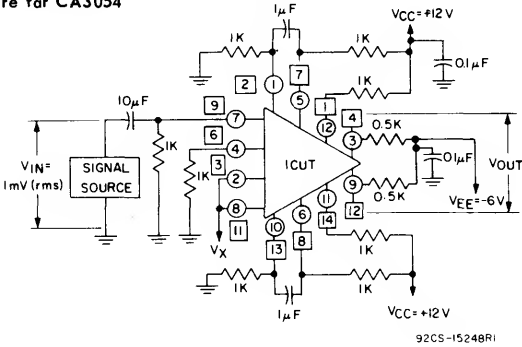 re for CA3054
1μF
VCC=+12 V
1K
1K
0.1μF
2
1
7
5
1K
10μF
9
7
1
12
4
3
0.5K
6
4
VIN=
1mV (rms)
SIGNAL
SOURCE
1K
1K
3
2
ICUT
0.1μF
VOUT
9
0.5K
VEE=-6V
8
11
VX
10
13
6
8
11
14
12
1K
1K
1K
1μF
VCC=+12V
92CS-15248R1